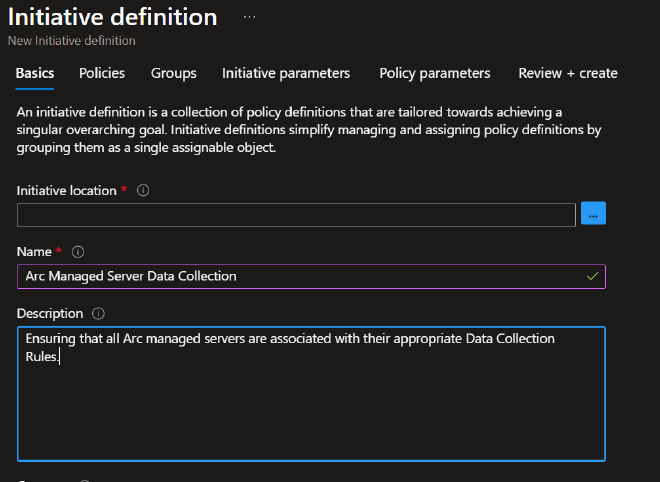 Initiative definition ...
New Initiative definition
Basics Policies Groups Initiative parameters Policy parameters Review + create
An initiative definition is a collection of policy definitions that are tailored towards achieving a
singular overarching goal. Initiative definitions simplify managing and assigning policy definitions by
grouping them as a single assignable object.
Initiative location *
...
Name *
Arc Managed Server Data Collection
Description
Ensuring that all Arc managed servers are associated with their appropriate Data Collection
Rules.